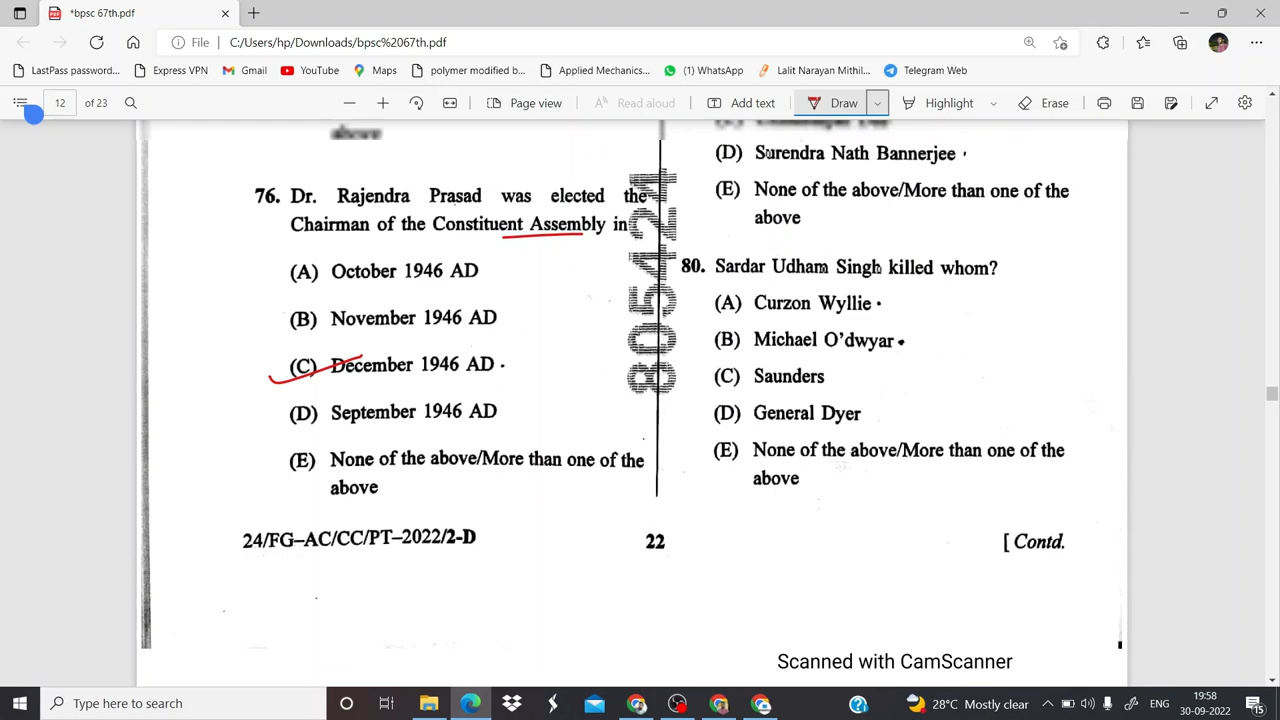 *bpsc 67th.pdf
File
C:/Users/hp/Downloads/bpsc%2067th.pdf
LastPass password...
Express VPN
Gmail
YouTube
Maps
polymer modified b...
Applied Mechanics...
(1) WhatsApp
Lalit Narayan Mithil...
Telegram Web
12 of 23
Page view
Read aloud
Add text
Draw
Highlight
Erase
above
76. Dr. Rajendra Prasad was elected the
Chairman of the Constituent Assembly in
(A) October 1946 AD
(B) November 1946 AD
(C) December 1946 AD
(D) September 1946 AD
(E) None of the above/More than one of the
above
(D) Surendra Nath Bannerjee
(E) None of the above/More than one of the
above
80. Sardar Udham Singh killed whom?
(A) Curzon Wyllie
(B) Michael O'dwyar
(C) Saunders
(D) General Dyer
(E) None of the above/More than one of the
above
24/FG–AC/CC/PT–2022/2-D
22
[ Contd.
Scanned with CamScanner
Type here to search
28°C Mostly clear
ENG
19:58
30-09-2022
15